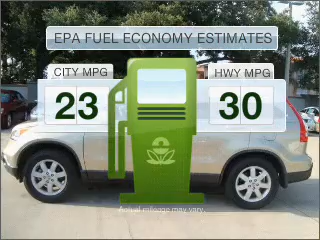 EPA FUEL ECONOMY ESTIMATES
CITY MPG
HWY MPG
23
30
Actual mileage may vary.